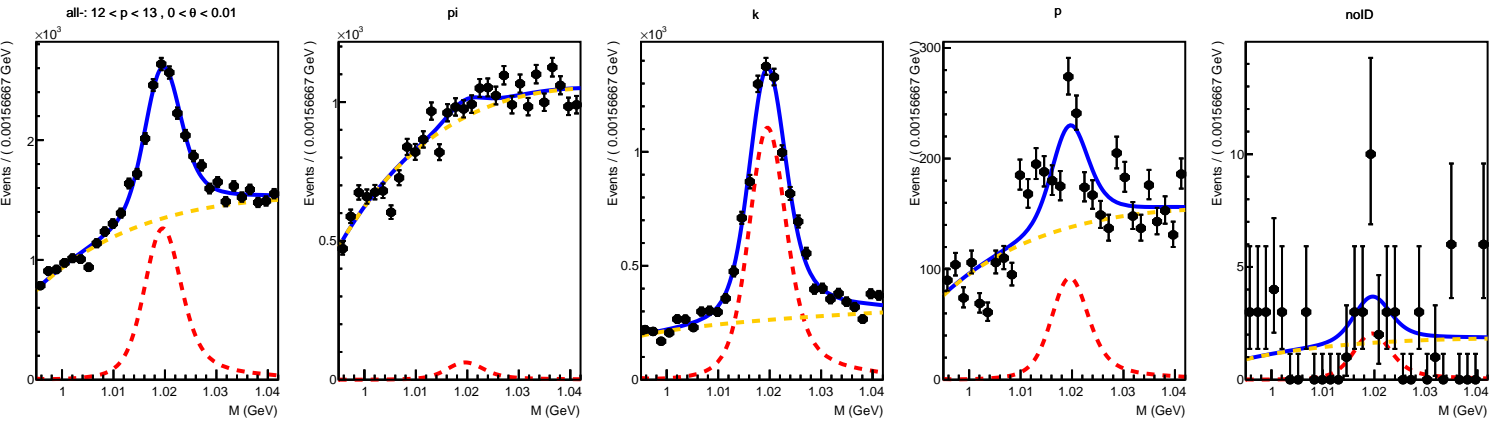 all-: 12 < p < 13 , 0 < θ < 0.01
×10³
Events / ( 0.00156667 GeV )
2
1
0
1 1.01 1.02 1.03 1.04
M (GeV)
pi
×10³
Events / ( 0.00156667 GeV )
1
0.5
0
1 1.01 1.02 1.03 1.04
M (GeV)
k
×10³
Events / ( 0.00156667 GeV )
1
0.5
0
1 1.01 1.02 1.03 1.04
M (GeV)
p
Events / ( 0.00156667 GeV )
300
200
100
0
1 1.01 1.02 1.03 1.04
M (GeV)
noID
Events / ( 0.00156667 GeV )
10
5
0
1 1.01 1.02 1.03 1.04
M (GeV)